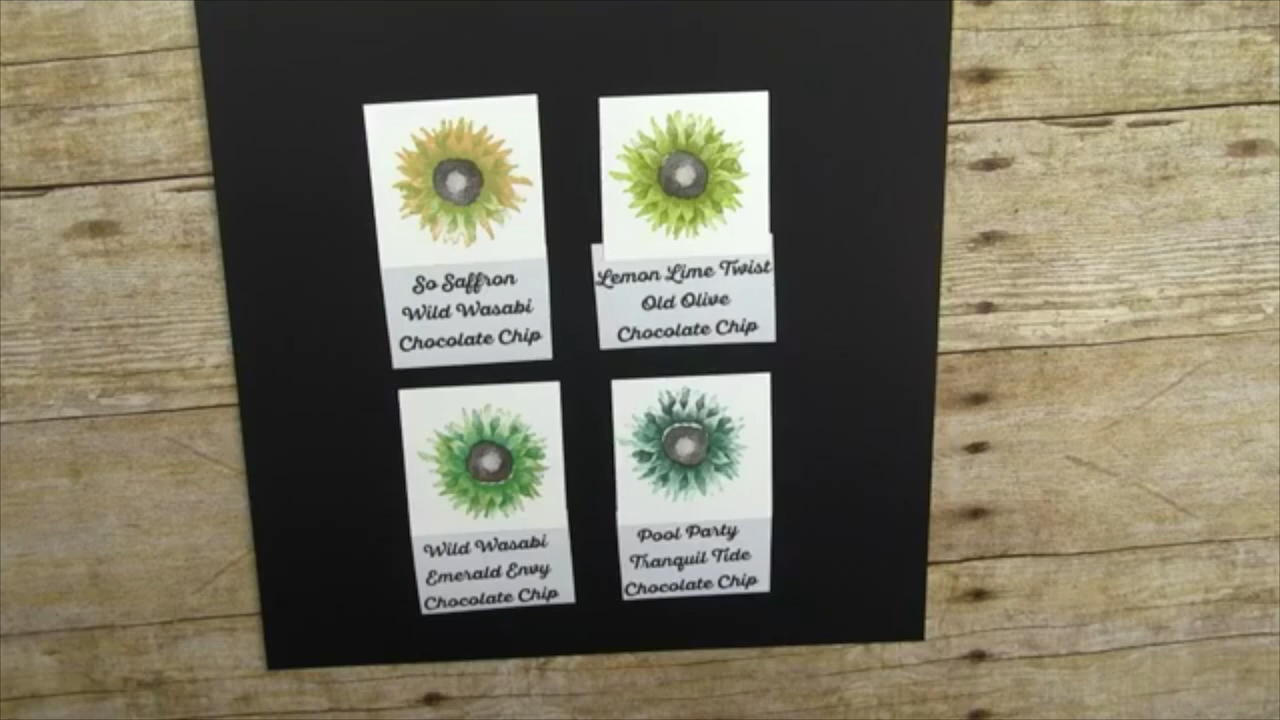 So Saffron
Wild Wasabi
Chocolate Chip
Lemon Lime Twist
Old Olive
Chocolate Chip
Wild Wasabi
Emerald Envy
Chocolate Chip
Pool Party
Tranquil Tide
Chocolate Chip